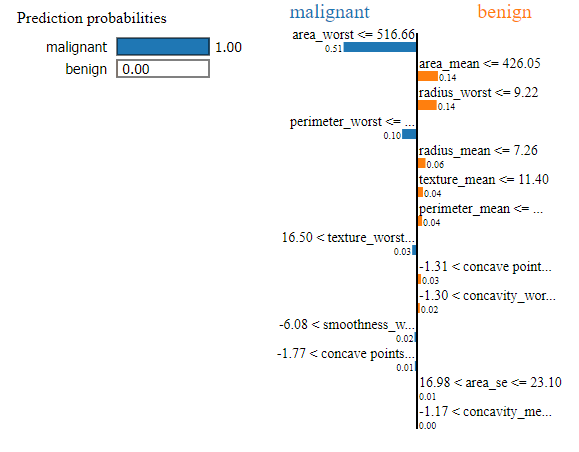 Prediction probabilities
malignant 1.00
benign 0.00
malignant benign
area_worst <= 516.66
0.51
area_mean <= 426.05
0.14
radius_worst <= 9.22
0.14
perimeter_worst <= ...
0.10
radius_mean <= 7.26
0.06
texture_mean <= 11.40
0.04
perimeter_mean <= ...
0.04
16.50 < texture_worst...
0.03
-1.31 < concave point...
0.03
-1.30 < concavity_wor...
0.02
-6.08 < smoothness_w...
0.02
-1.77 < concave points...
0.01
16.98 < area_se <= 23.10
0.01
-1.17 < concavity_me...
0.00